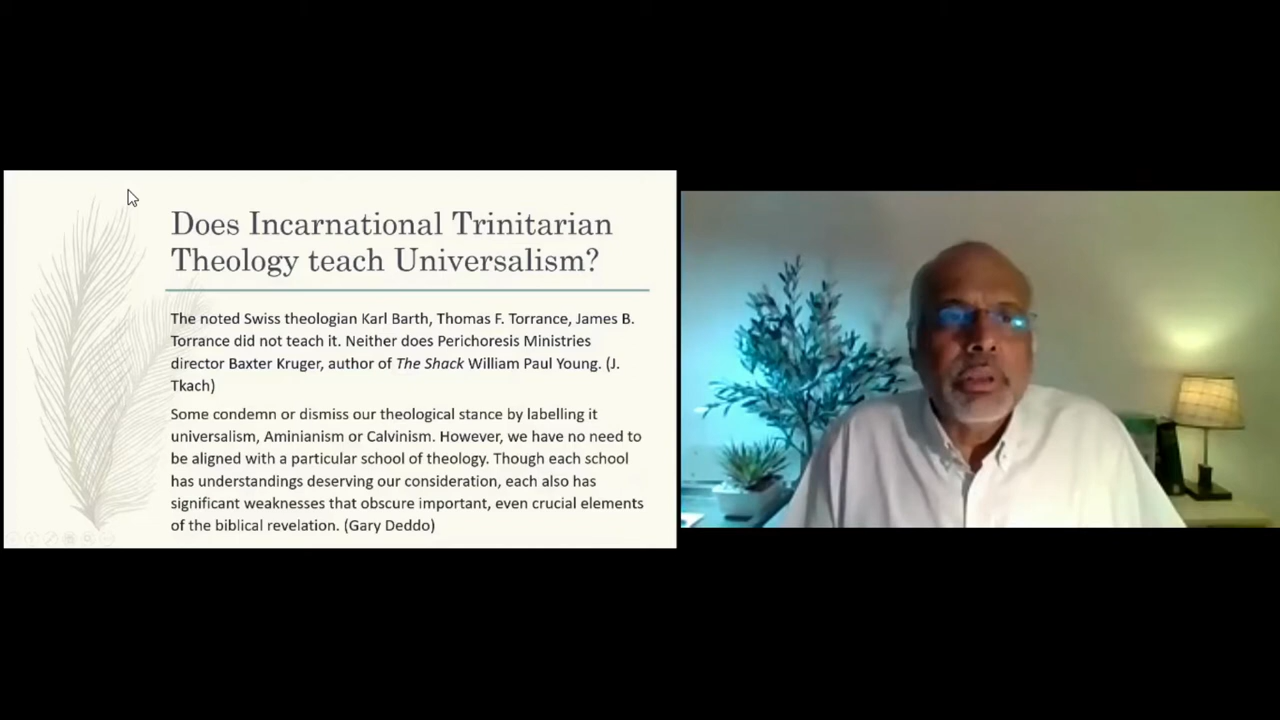 Does Incarnational Trinitarian
Theology teach Universalism?
The noted Swiss theologian Karl Barth, Thomas F. Torrance, James B.
Torrance did not teach it. Neither does Perichoresis Ministries
director Baxter Kruger, author of The Shack William Paul Young. (J.
Tkach)
Some condemn or dismiss our theological stance by labelling it
universalism, Aminianism or Calvinism. However, we have no need to
be aligned with a particular school of theology. Though each school
has understandings deserving our consideration, each also has
significant weaknesses that obscure important, even crucial elements
of the biblical revelation. (Gary Deddo)